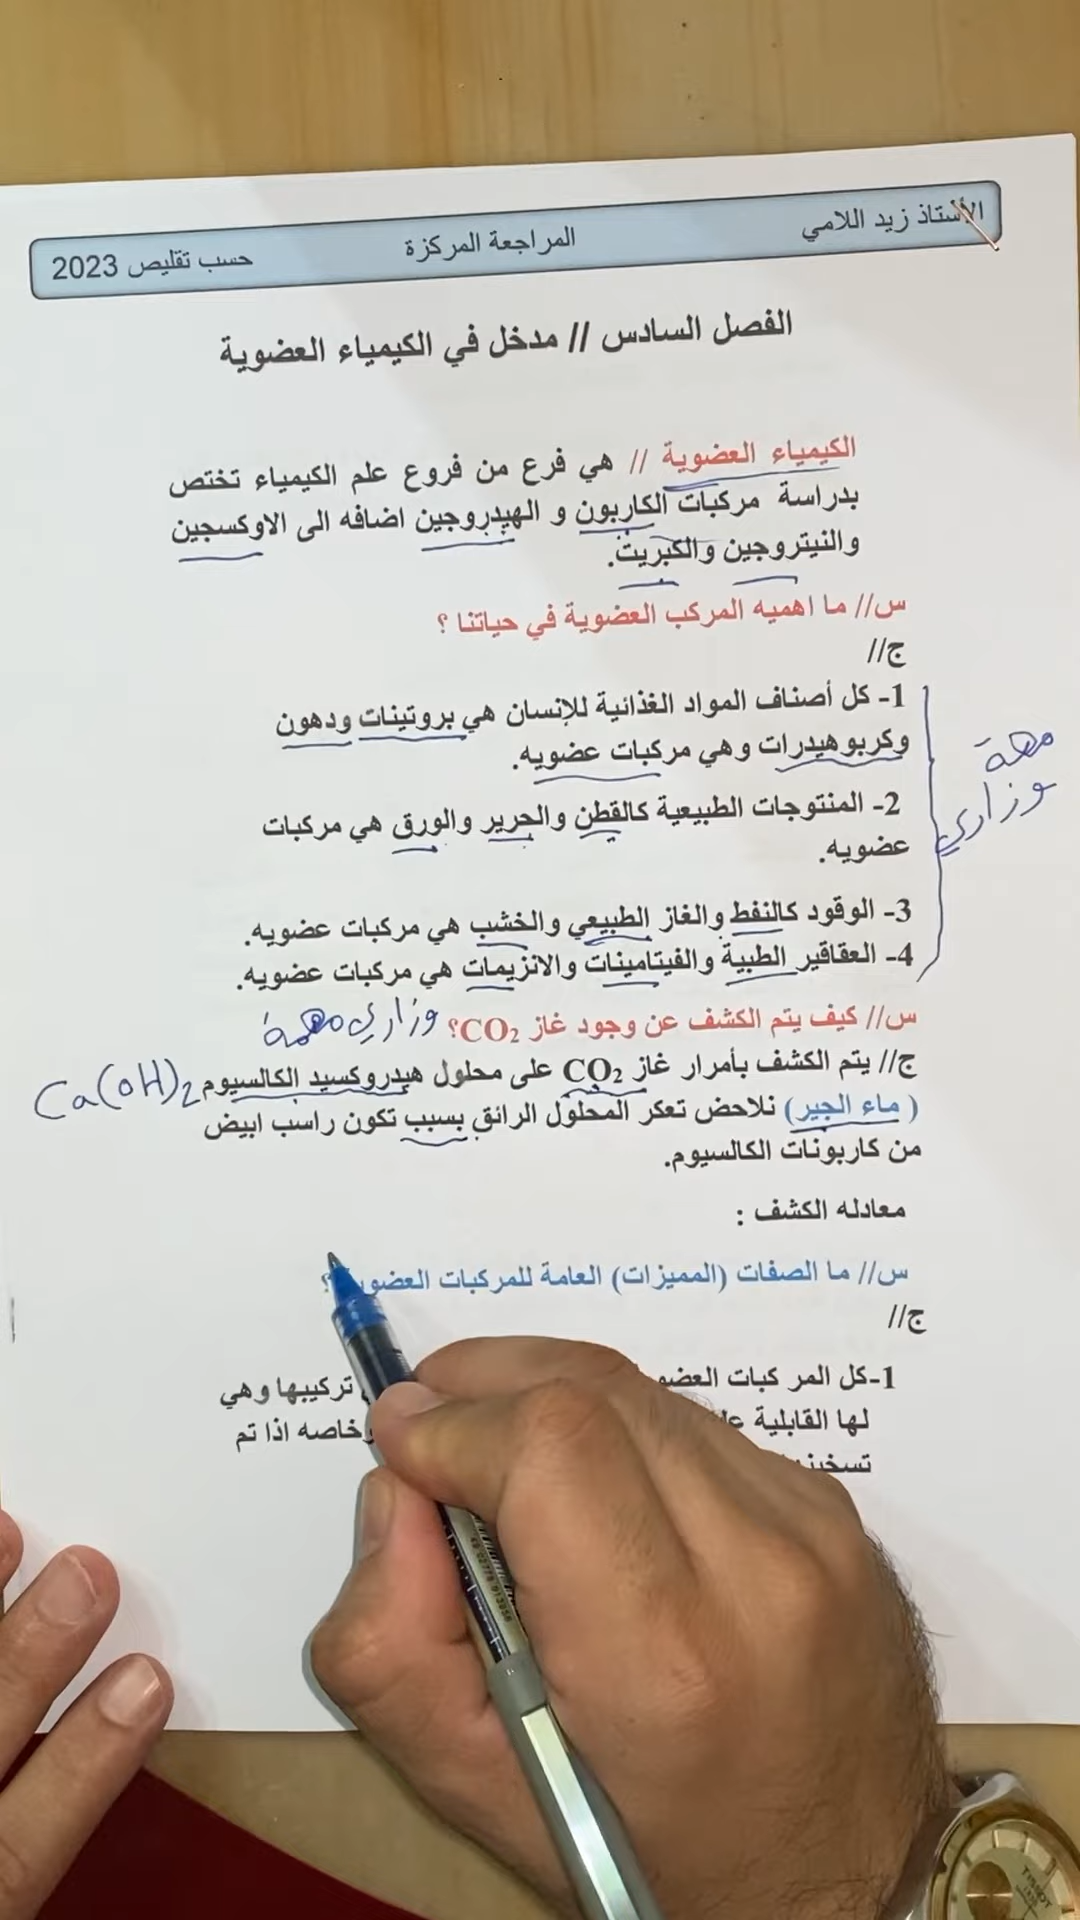 الأستاذ زيد اللامي المراجعة المركزة حسب تقليص 2023
الفصل السادس // مدخل في الكيمياء العضوية
الكيمياء العضوية // هي فرع من فروع علم الكيمياء تختص
بدراسة مركبات الكاربون و الهيدروجين اضافه الى الاوكسجين
والنيتروجين والكبريت.
س// ما اهميه المركب العضوية في حياتنا ؟
ج//
1- كل أصناف المواد الغذائية للإنسان هي بروتينات ودهون
وكربوهيدرات وهي مركبات عضويه.
مهمة
وزاري
2- المنتوجات الطبيعية كالقطن والحرير والورق هي مركبات
عضويه.
3- الوقود كالنفط والغاز الطبيعي والخشب هي مركبات عضويه.
4- العقاقير الطبية والفيتامينات والانزيمات هي مركبات عضويه.
س// كيف يتم الكشف عن وجود غاز CO₂؟ وزاري مهمة
ج// يتم الكشف بأمرار غاز CO₂ على محلول هيدروكسيد الكالسيوم Ca(OH)2
( ماء الجير) نلاحض تعكر المحلول الرائق بسبب تكون راسب ابيض
من كاربونات الكالسيوم.
معادله الكشف :
س// ما الصفات (المميزات) العامة للمركبات العضوية؟
ج//
1-كل المر كبات العضو تركيبها وهي
لها القابلية وخاصه اذا تم